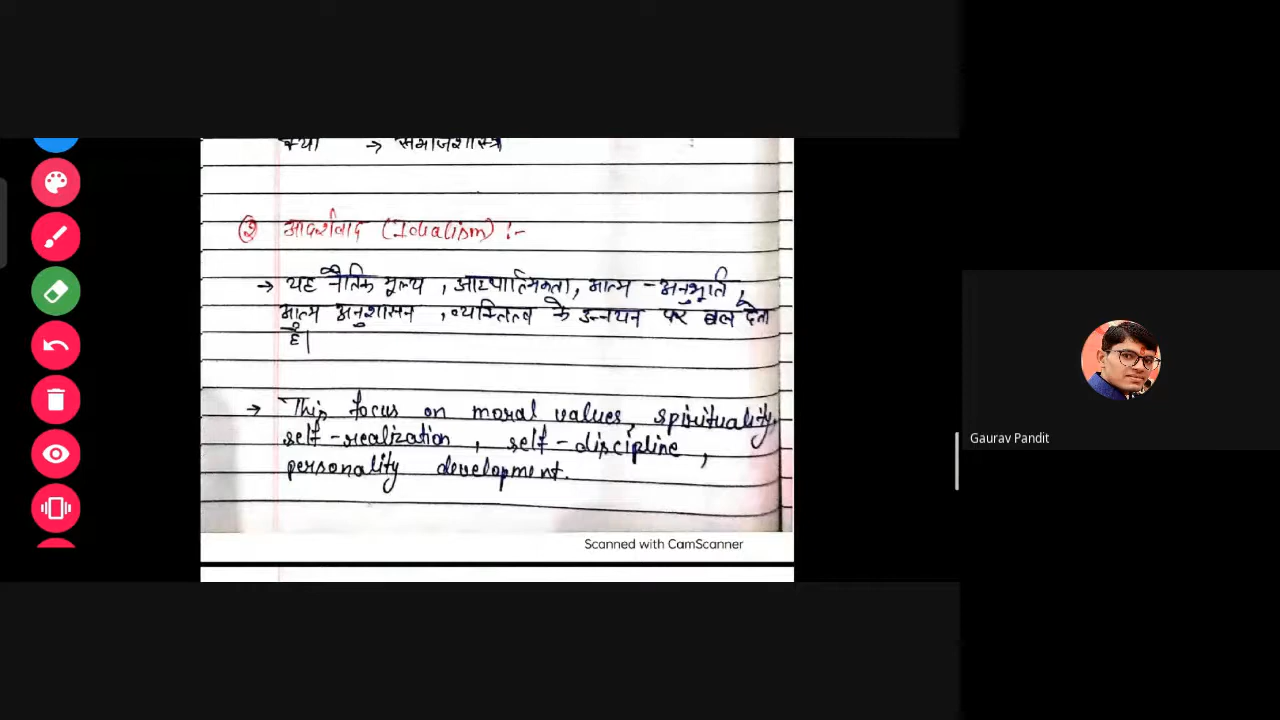 क्यों → समाजशास्त्र
② आदर्शवाद (Idealism) :-
→ यह नैतिक मूल्य , आध्यात्मिकता, आत्म - अनुभूति,
आत्म अनुशासन , व्यक्तित्व के उन्नयन पर बल देता
है।
→ This focus on moral values, spirituality,
self-realization , self-discipline ,
personality development.
Scanned with CamScanner
Gaurav Pandit